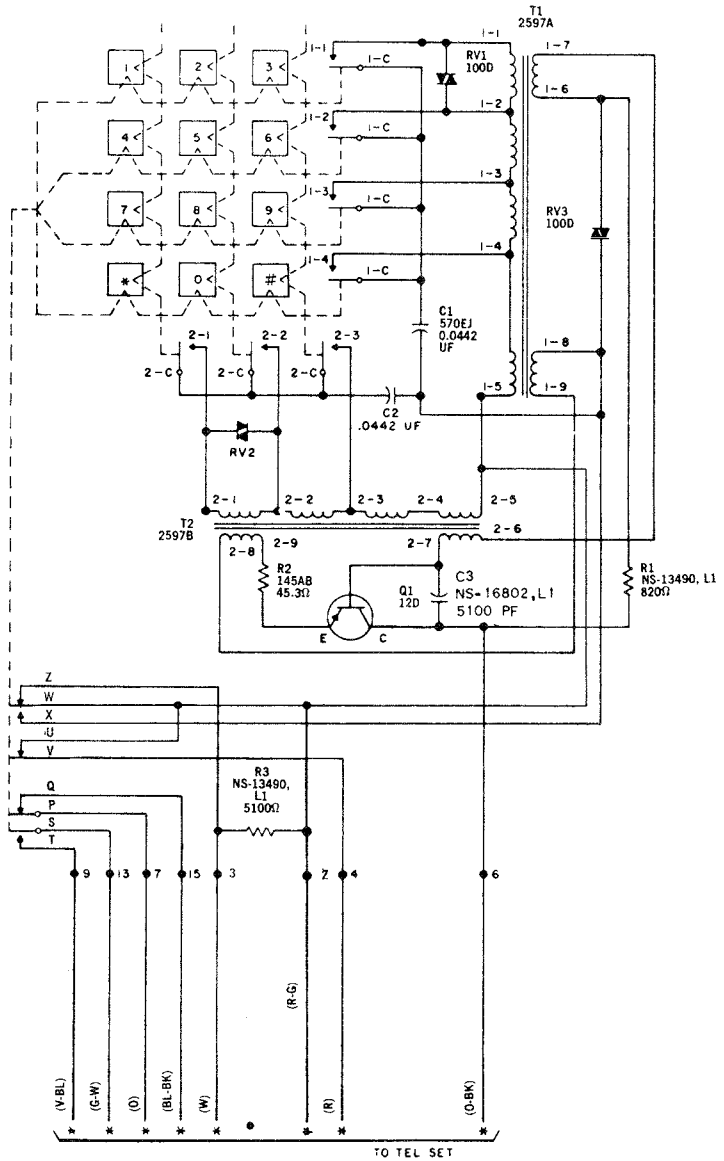 T1
2597A
1-1
1-7
1-1
1-C
RV1
100D
1-6
1
2
3
1-2
1-2
1-C
4
5
6
1-3
1-3
1-C
RV3
100D
7
8
9
1-4
1-4
1-C
*
0
#
C1
570EJ
0.0442
UF
2-1
2-2
2-3
1-8
2-C
2-C
2-C
1-5
1-9
C2
.0442 UF
RV2
2-1
2-2
2-3
2-4
2-5
T2
2597B
2-6
2-8
2-9
2-7
R2
145AB
45.3Ω
Q1
12D
C3
NS-16802,L1
5100 PF
R1
NS-13490, L1
820Ω
E
C
Z
W
X
U
V
R3
NS-13490,
L1
5100Ω
Q
P
S
T
9
13
7
15
3
Z
4
6
(R-G)
(V-BL)
(G-W)
(O)
(BL-BK)
(W)
(R)
(O-BK)
* * * * * * * *
TO TEL SET